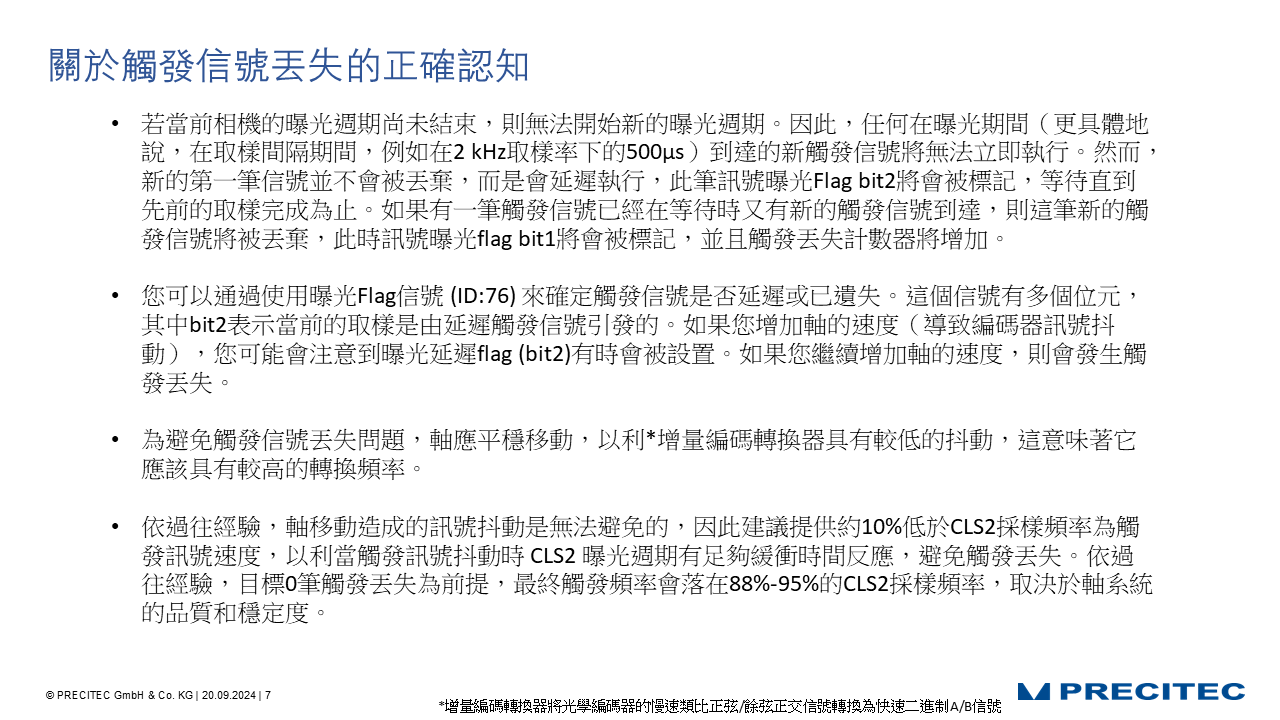 關於觸發信號丟失的正確認知
• 若當前相機的曝光週期尚未結束，則無法開始新的曝光週期。因此，任何在曝光期間（更具體地
說，在取樣間隔期間，例如在2 kHz取樣率下的500μs）到達的新觸發信號將無法立即執行。然而，
新的第一筆信號並不會被丟棄，而是會延遲執行，此筆訊號曝光Flag bit2將會被標記，等待直到
先前的取樣完成為止。如果有一筆觸發信號已經在等待時又有新的觸發信號到達，則這筆新的觸
發信號將被丟棄，此時訊號曝光flag bit1將會被標記，並且觸發丟失計數器將增加。
• 您可以通過使用曝光Flag信號 (ID:76) 來確定觸發信號是否延遲或已遺失。這個信號有多個位元，
其中bit2表示當前的取樣是由延遲觸發信號引發的。如果您增加軸的速度（導致編碼器訊號抖
動），您可能會注意到曝光延遲flag (bit2)有時會被設置。如果您繼續增加軸的速度，則會發生觸
發丟失。
• 為避免觸發信號丟失問題，軸應平穩移動，以利*增量編碼轉換器具有較低的抖動，這意味著它
應該具有較高的轉換頻率。
• 依過往經驗，軸移動造成的訊號抖動是無法避免的，因此建議提供約10%低於CLS2採樣頻率為觸
發訊號速度，以利當觸發訊號抖動時 CLS2 曝光週期有足夠緩衝時間反應，避免觸發丟失。依過
往經驗，目標0筆觸發丟失為前提，最終觸發頻率會落在88%-95%的CLS2採樣頻率，取決於軸系統
的品質和穩定度。
© PRECITEC GmbH & Co. KG | 20.09.2024 | 7
*增量編碼轉換器將光學編碼器的慢速類比正弦/餘弦正交信號轉換為快速二進制A/B信號
PRECITEC